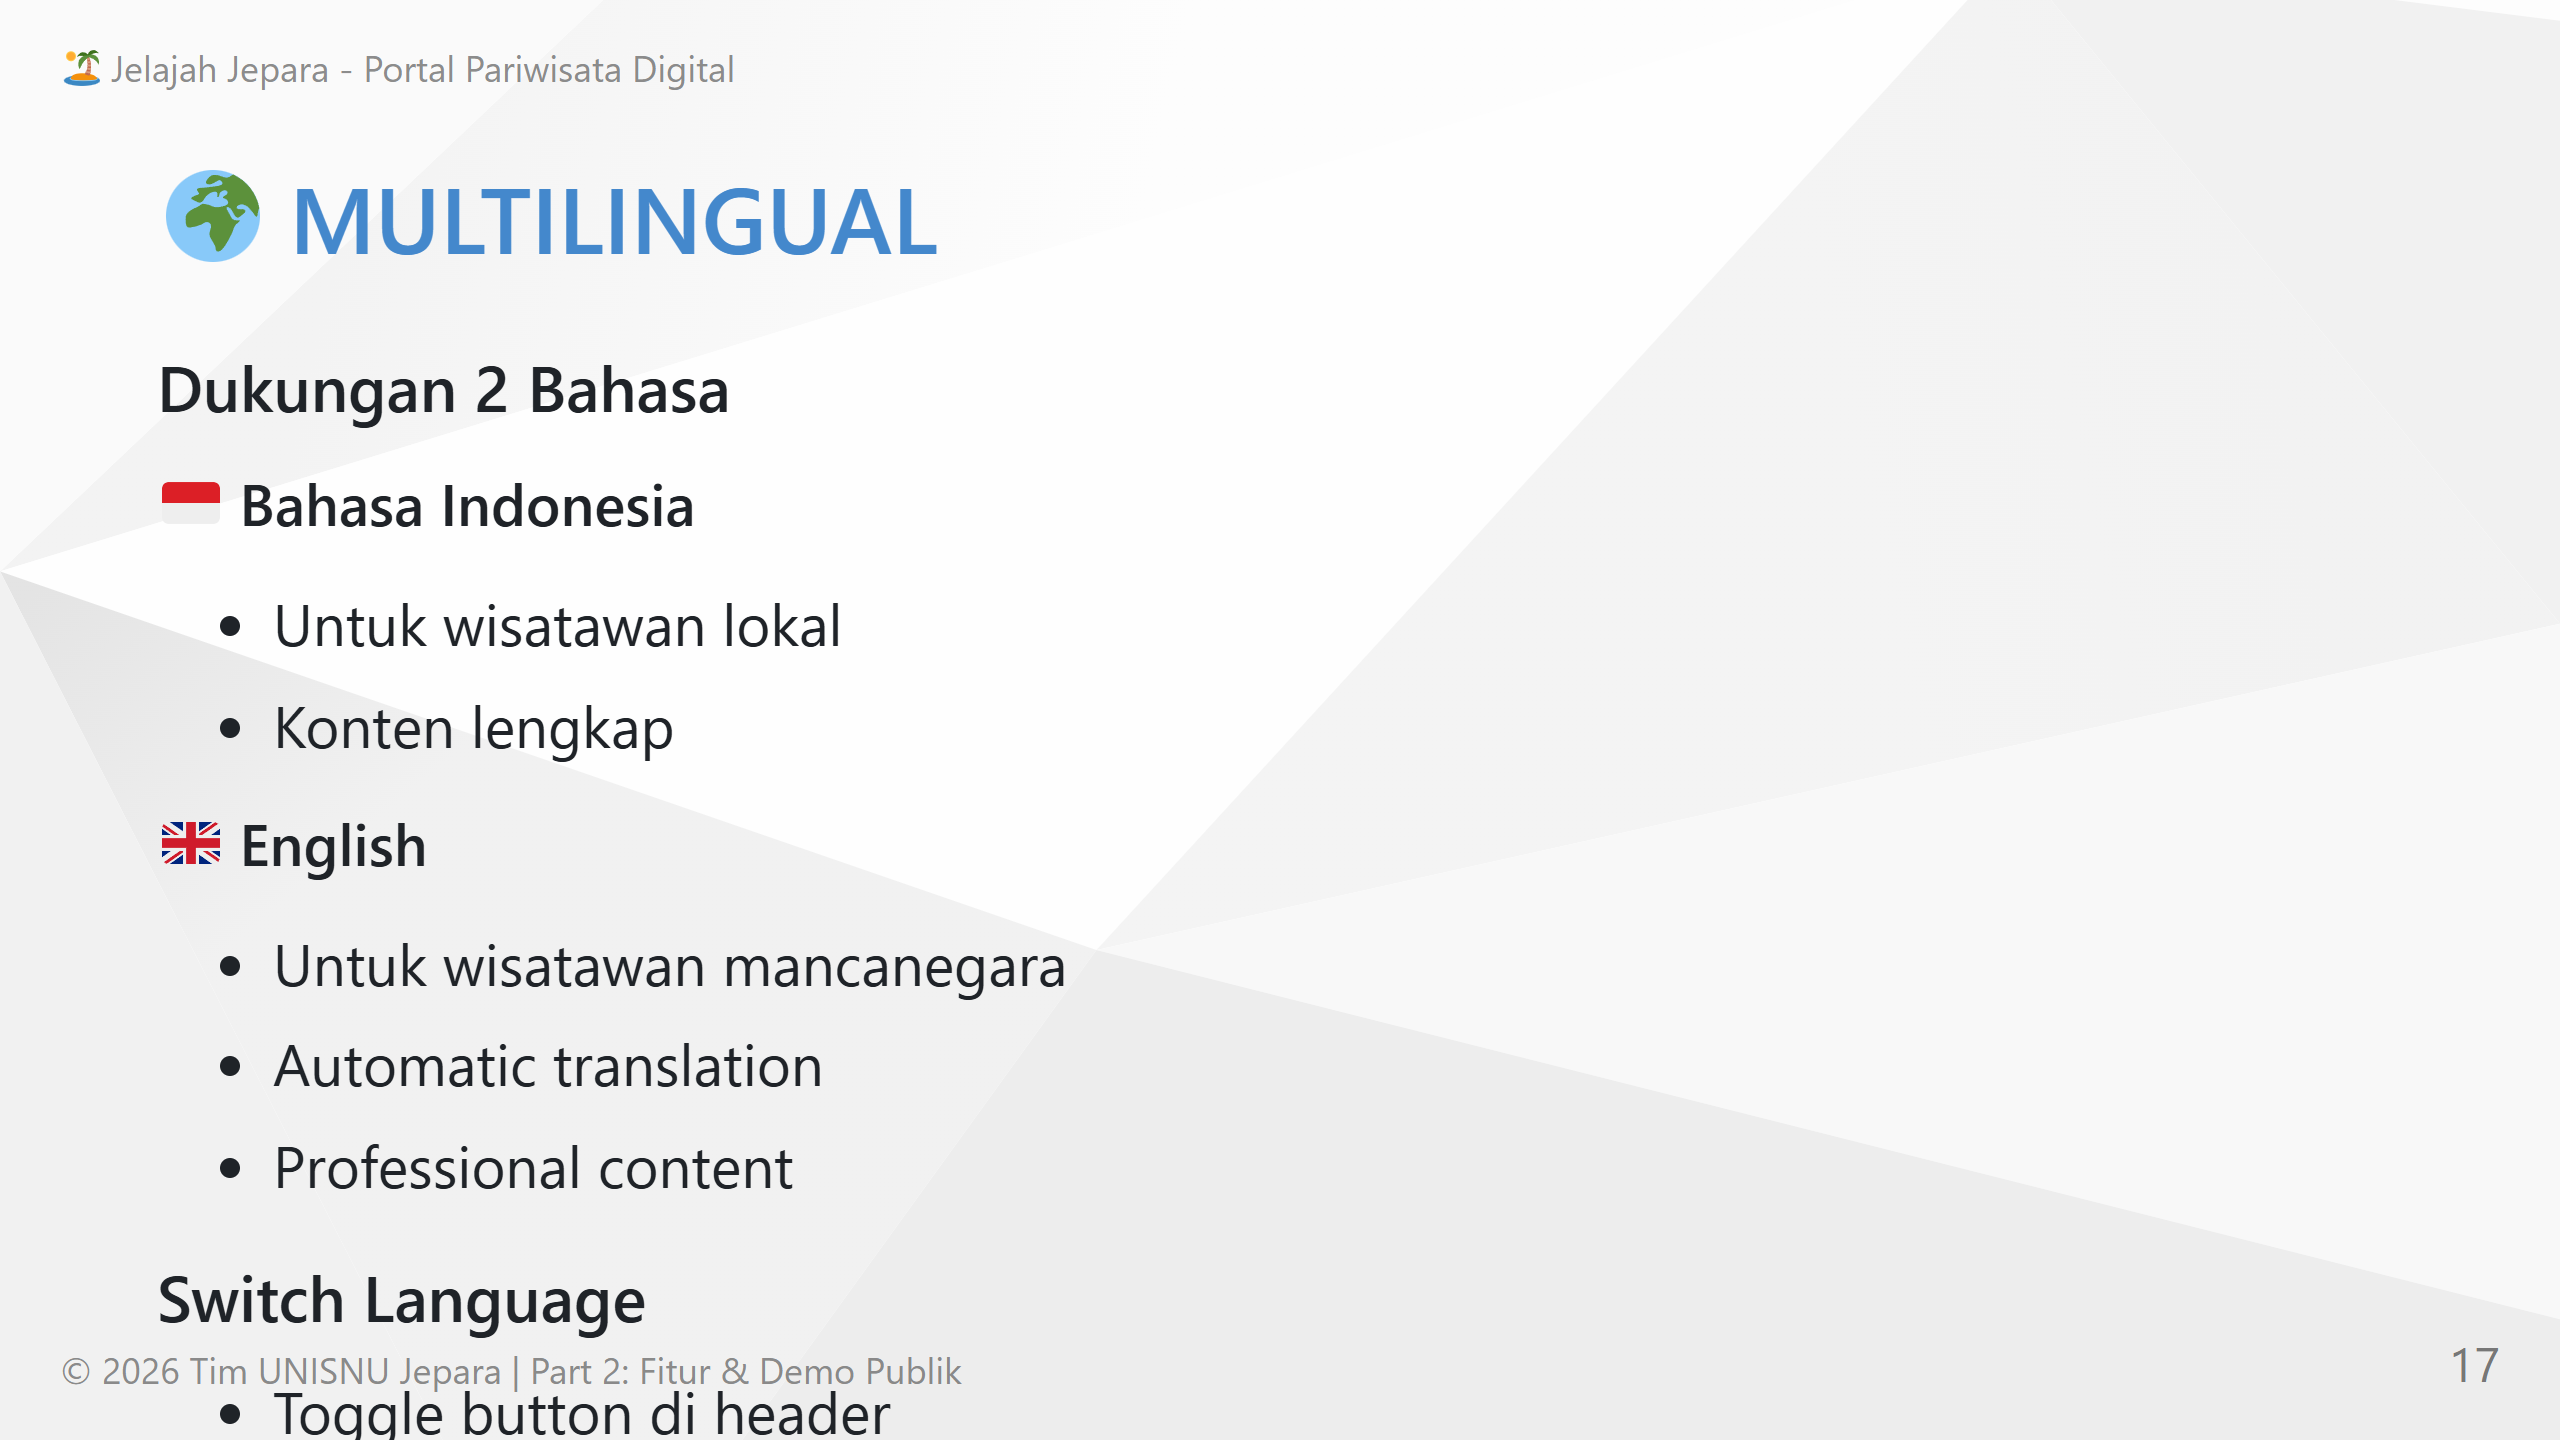 Jelajah Jepara - Portal Pariwisata Digital
MULTILINGUAL
Dukungan 2 Bahasa
Bahasa Indonesia
• Untuk wisatawan lokal
• Konten lengkap
English
• Untuk wisatawan mancanegara
• Automatic translation
• Professional content
Switch Language
© 2026 Tim UNISNU Jepara | Part 2: Fitur & Demo Publik
17
• Toggle button di header